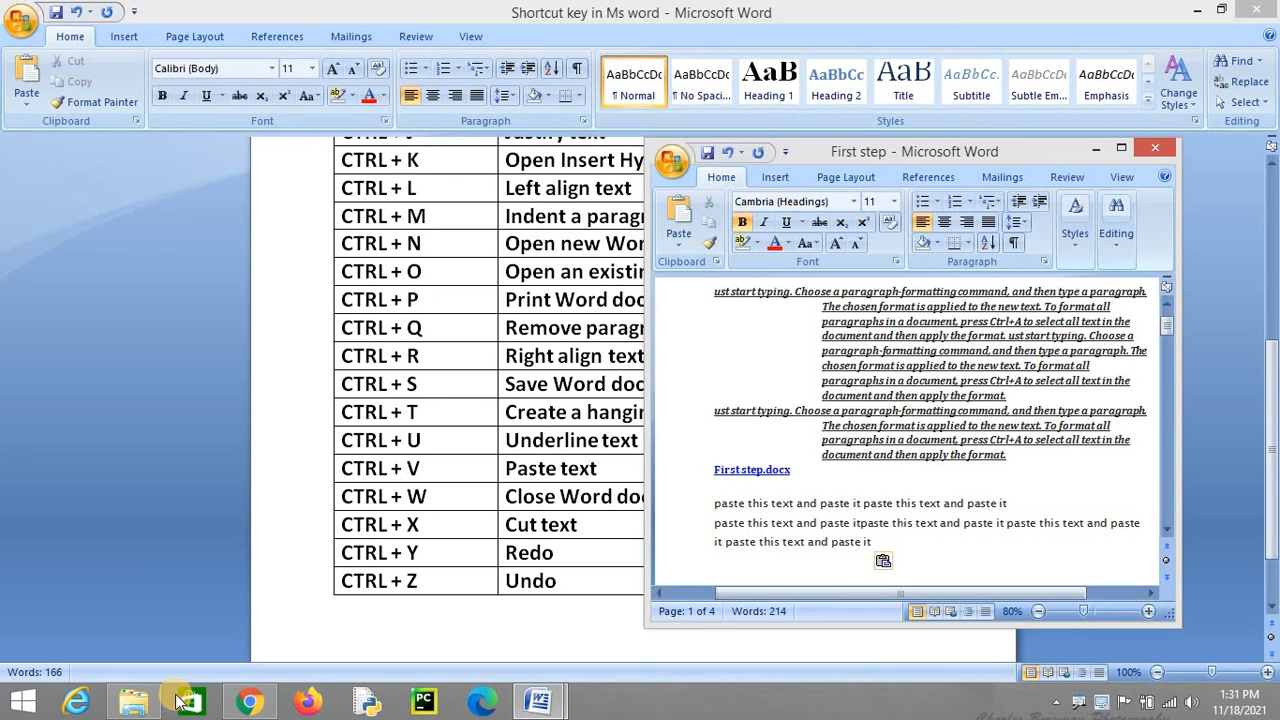 Shortcut key in Ms word - Microsoft Word
Home Insert Page Layout References Mailings Review View
Cut
Copy
Paste
Format Painter
Clipboard
Calibri (Body) 11
Font
Paragraph
AaBbCcDc AaBbCcDc AaB AaBbCc AaB AaBbCc. AaBbCcDc AaBbCcDc
¶ Normal ¶ No Spaci... Heading 1 Heading 2 Title Subtitle Subtle Em... Emphasis
Change Styles
Styles
Find
Replace
Select
Editing
CTRL + K Open Insert Hy
CTRL + L Left align text
CTRL + M Indent a paragr
CTRL + N Open new Wor
CTRL + O Open an existin
CTRL + P Print Word doc
CTRL + Q Remove paragr
CTRL + R Right align text
CTRL + S Save Word doc
CTRL + T Create a hangin
CTRL + U Underline text
CTRL + V Paste text
CTRL + W Close Word doc
CTRL + X Cut text
CTRL + Y Redo
CTRL + Z Undo
First step - Microsoft Word
Home Insert Page Layout References Mailings Review View
Cambria (Headings) 11
Paste
Styles
Editing
Clipboard Font Paragraph
ust start typing. Choose a paragraph-formatting command, and then type a paragraph.
The chosen format is applied to the new text. To format all
paragraphs in a document, press Ctrl+A to select all text in the
document and then apply the format. ust start typing. Choose a
paragraph-formatting command, and then type a paragraph. The
chosen format is applied to the new text. To format all
paragraphs in a document, press Ctrl+A to select all text in the
document and then apply the format.
ust start typing. Choose a paragraph-formatting command, and then type a paragraph.
The chosen format is applied to the new text. To format all
paragraphs in a document, press Ctrl+A to select all text in the
document and then apply the format.
First step.docx
paste this text and paste it paste this text and paste it
paste this text and paste itpaste this text and paste it paste this text and paste
it paste this text and paste it
Page: 1 of 4 Words: 214 80%
Words: 166 100%
1:31 PM
11/18/2021